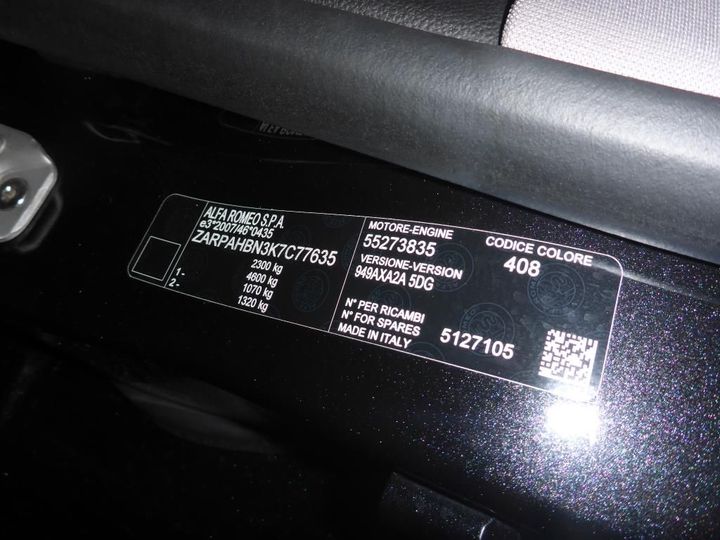 ALFA ROMEO S.P.A.
e3*2007/46*0435
ZARPAHBN3K7C77635
2300 kg
4600 kg
1- 1070 kg
2- 1320 kg
MOTORE-ENGINE
55273835
VERSIONE-VERSION
949AXA2A 5DG
CODICE COLORE
408
N° PER RICAMBI
N° FOR SPARES
MADE IN ITALY
5127105